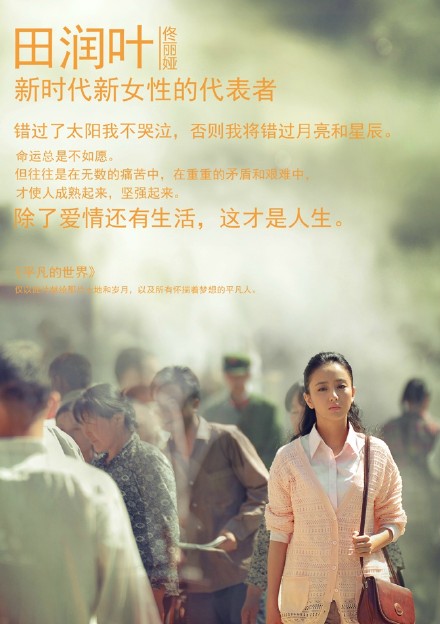 田润叶
佟丽娅
新时代新女性的代表者
错过了太阳我不哭泣，否则我将错过月亮和星辰。
命运总是不如愿。
但往往是在无数的痛苦中，在重重的矛盾和艰难中，
才使人成熟起来，坚强起来。
除了爱情还有生活，这才是人生。
《平凡的世界》
地和岁月，以及所有怀揣着梦想的平凡人。